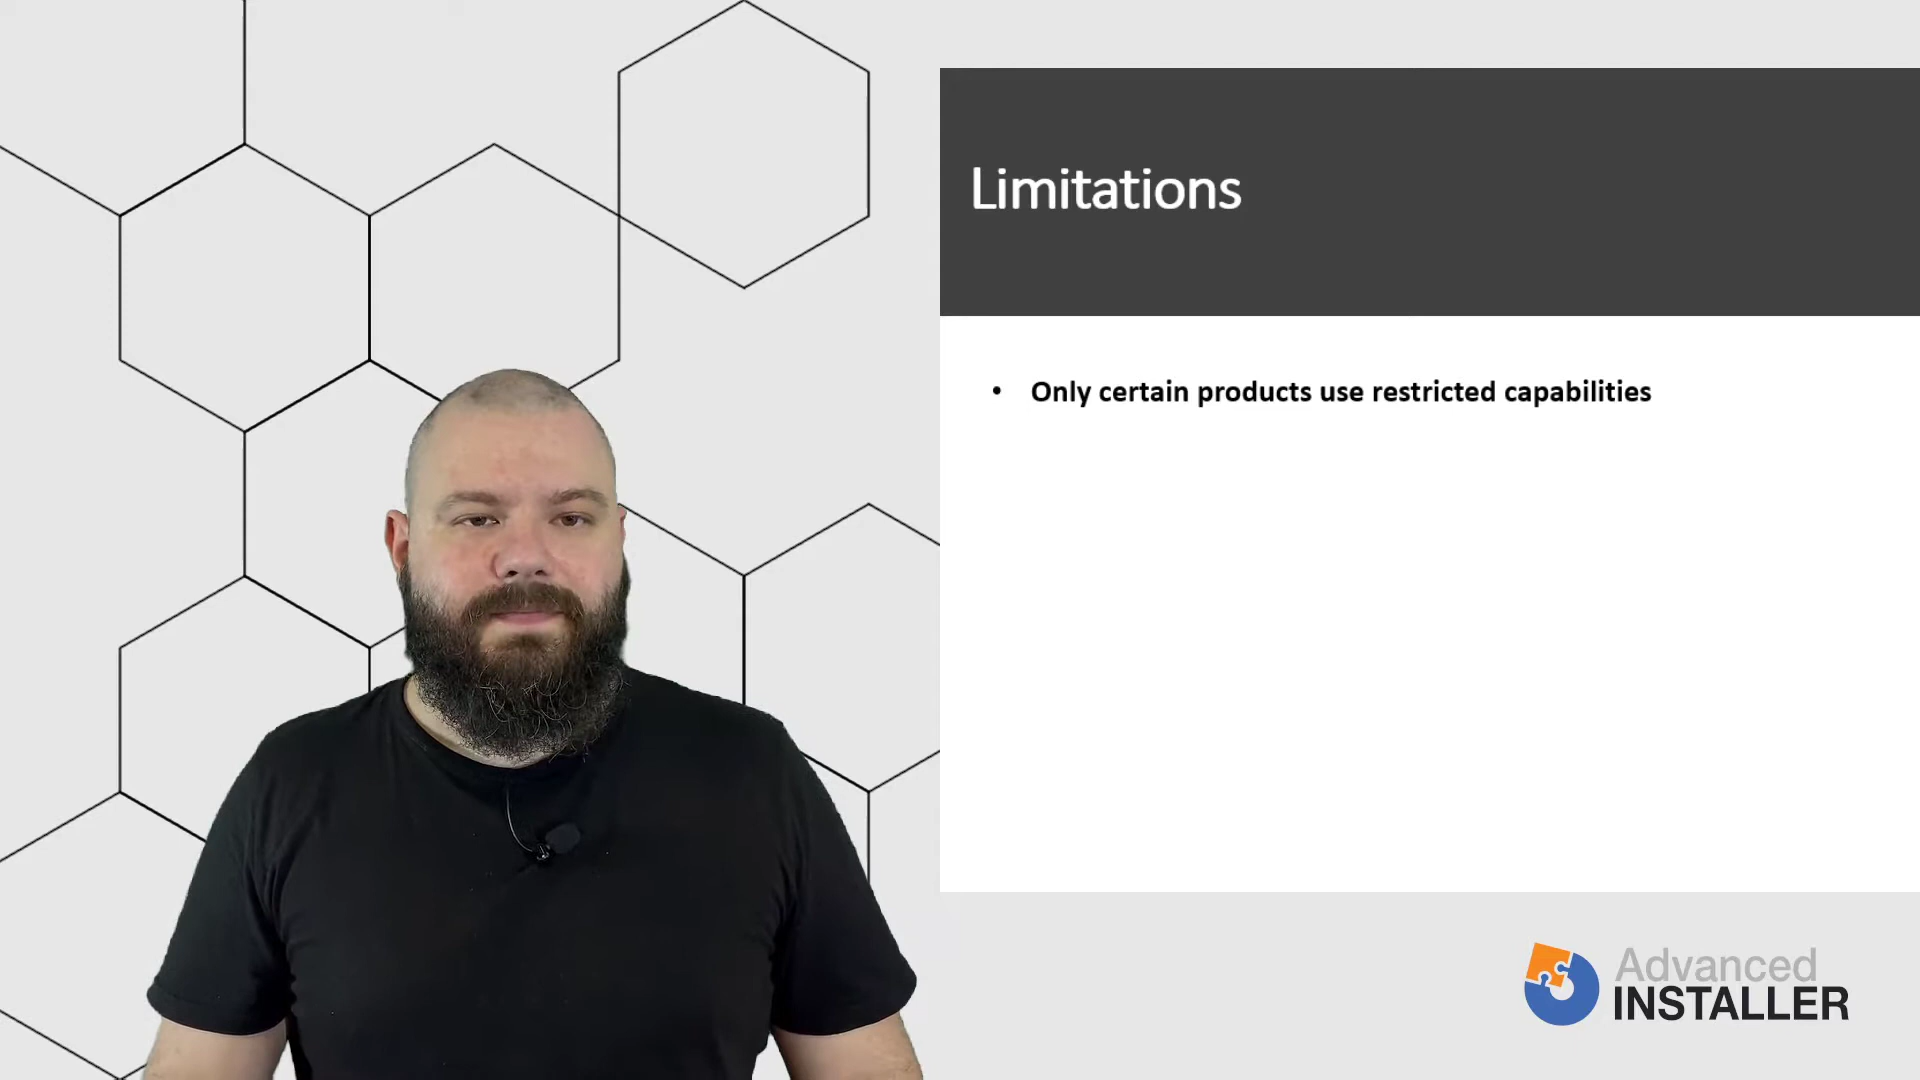 Limitations
• Only certain products use restricted capabilities
Advanced
INSTALLER